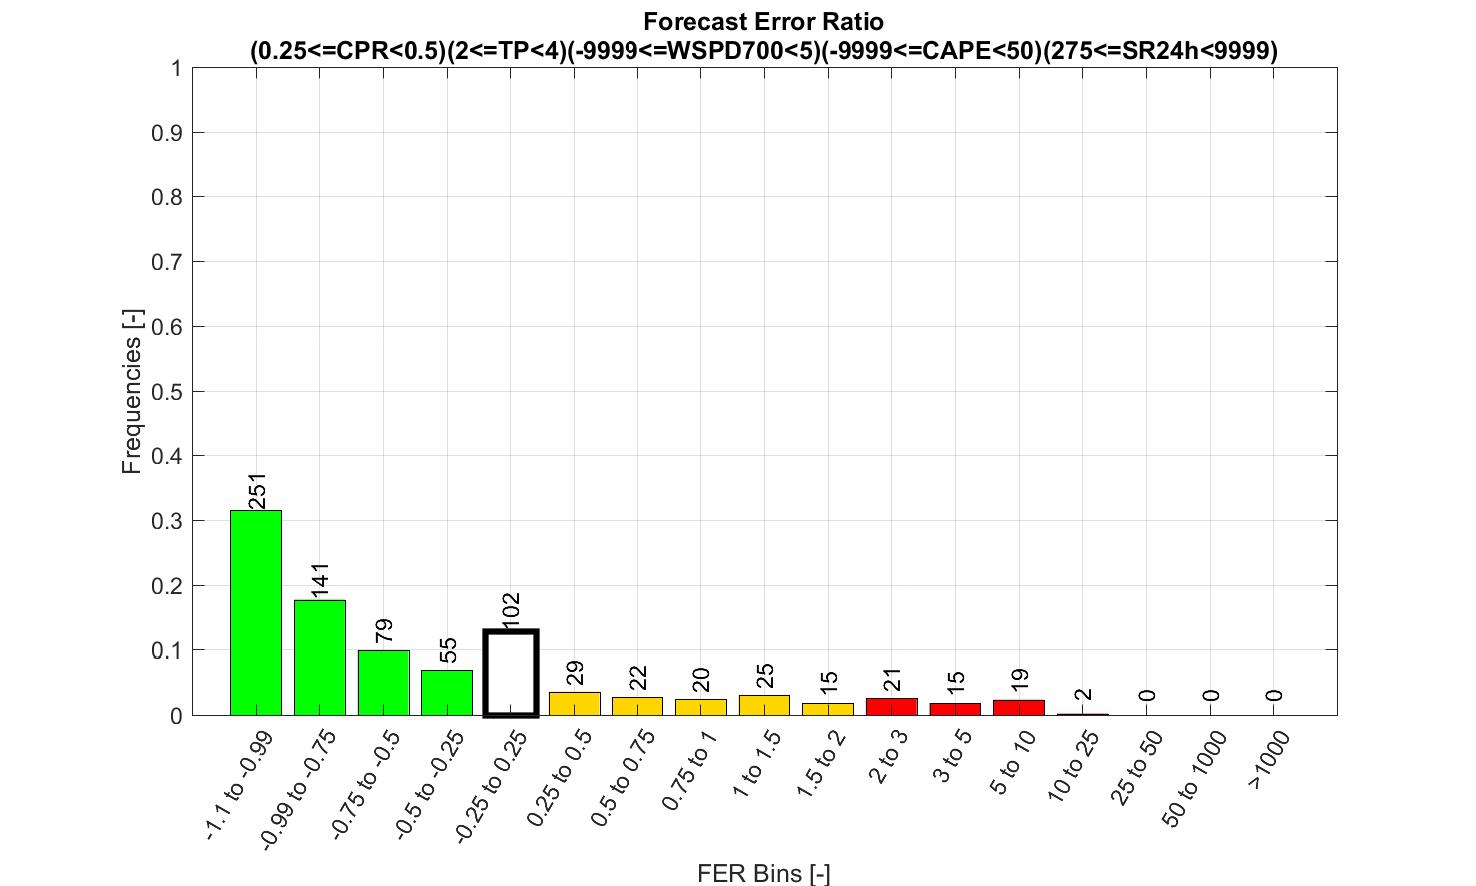 Forecast Error Ratio
(0.25<=CPR<0.5)(2<=TP<4)(-9999<=WSPD700<5)(-9999<=CAPE<50)(275<=SR24h<9999)
1
0.9
0.8
0.7
0.6
0.5
0.4
0.3
0.2
0.1
0
Frequencies [-]
251
141
79
55
102
29
22
20
25
15
21
15
19
2
0
0
0
-1.1 to -0.99
-0.99 to -0.75
-0.75 to -0.5
-0.5 to -0.25
-0.25 to 0.25
0.25 to 0.5
0.5 to 0.75
0.75 to 1
1 to 1.5
1.5 to 2
2 to 3
3 to 5
5 to 10
10 to 25
25 to 50
50 to 1000
>1000
FER Bins [-]